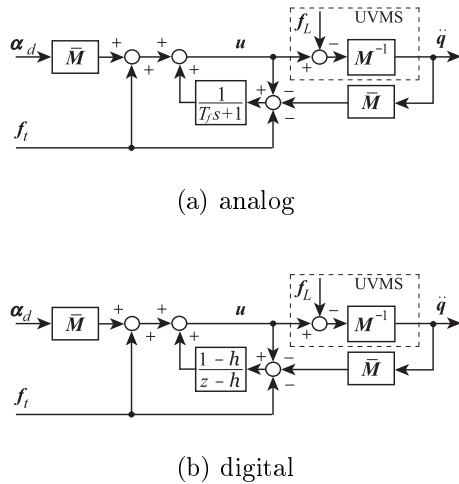 f_L UVMS
α_d M̄ + + + + u + − M⁻¹ q̈
1/(T_f s+1) + − − M̄
f_t
(a) analog
f_L UVMS
α_d M̄ + + + + u + − M⁻¹ q̈
(1 − h)/(z − h) + − − M̄
f_t
(b) digital